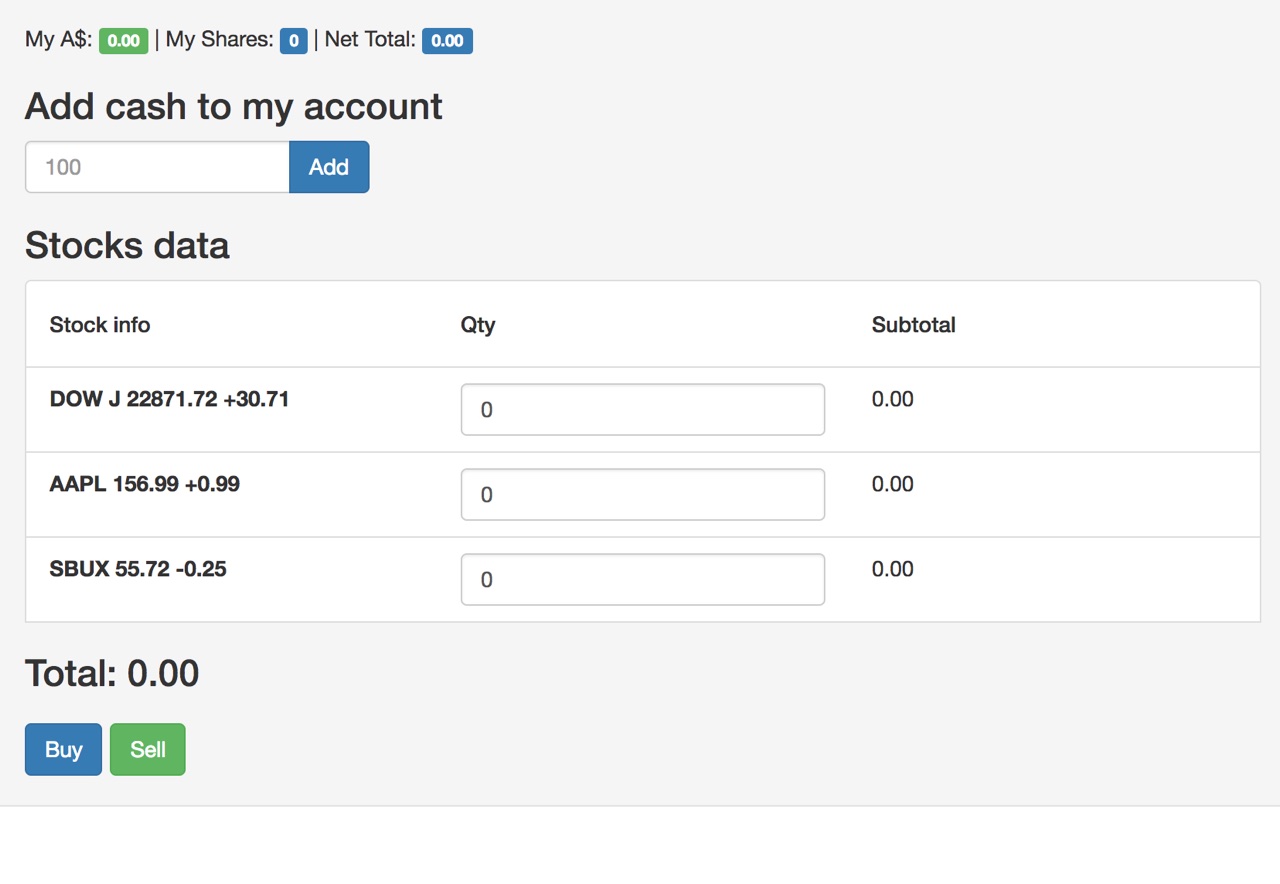 My A$: 0.00 | My Shares: 0 | Net Total: 0.00
Add cash to my account
100 Add
Stocks data
Stock info Qty Subtotal
DOW J 22871.72 +30.71 0 0.00
AAPL 156.99 +0.99 0 0.00
SBUX 55.72 -0.25 0 0.00
Total: 0.00
Buy Sell